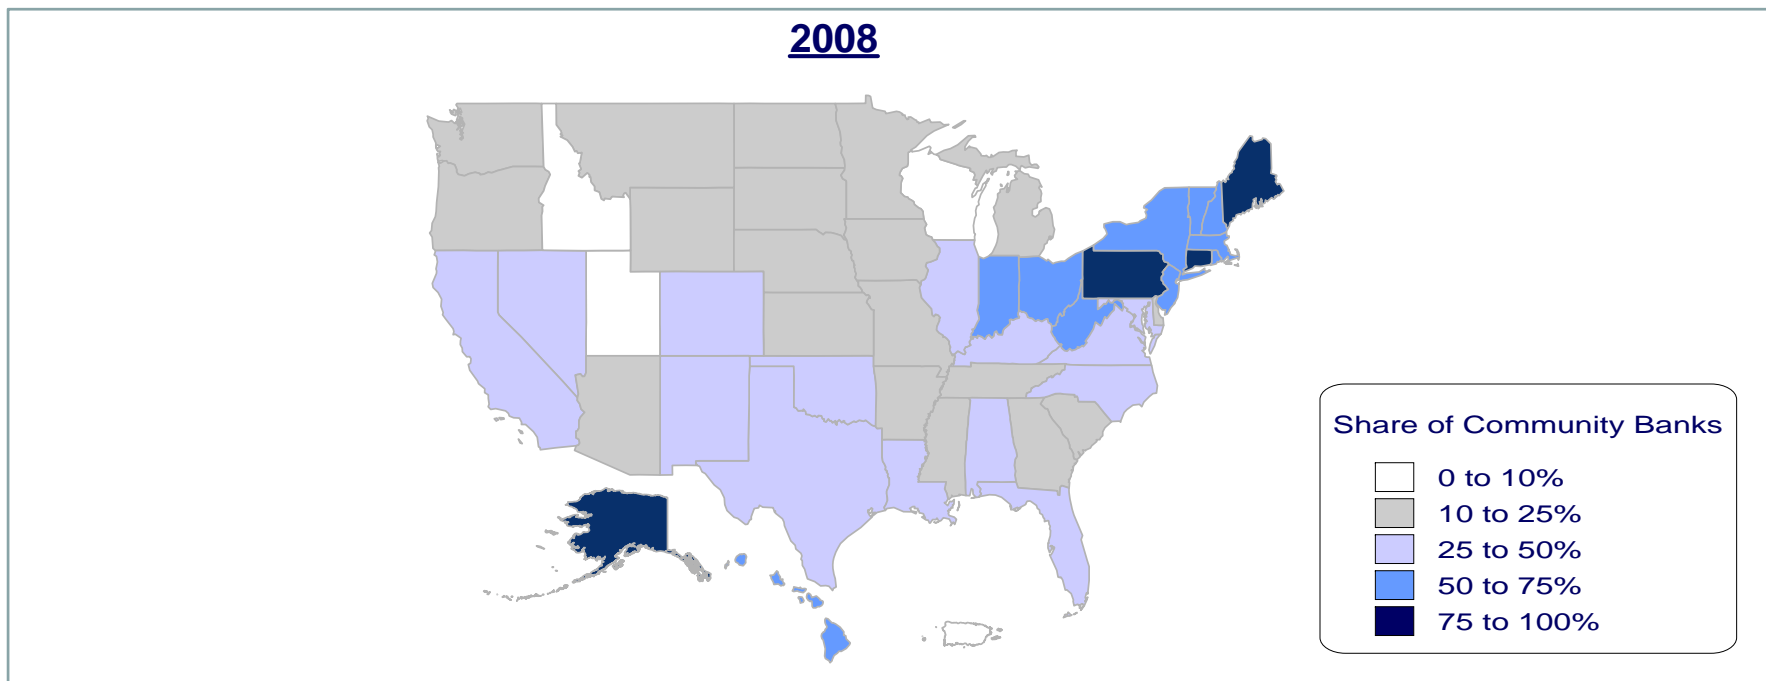 2008
Share of Community Banks
0 to 10%
10 to 25%
25 to 50%
50 to 75%
75 to 100%